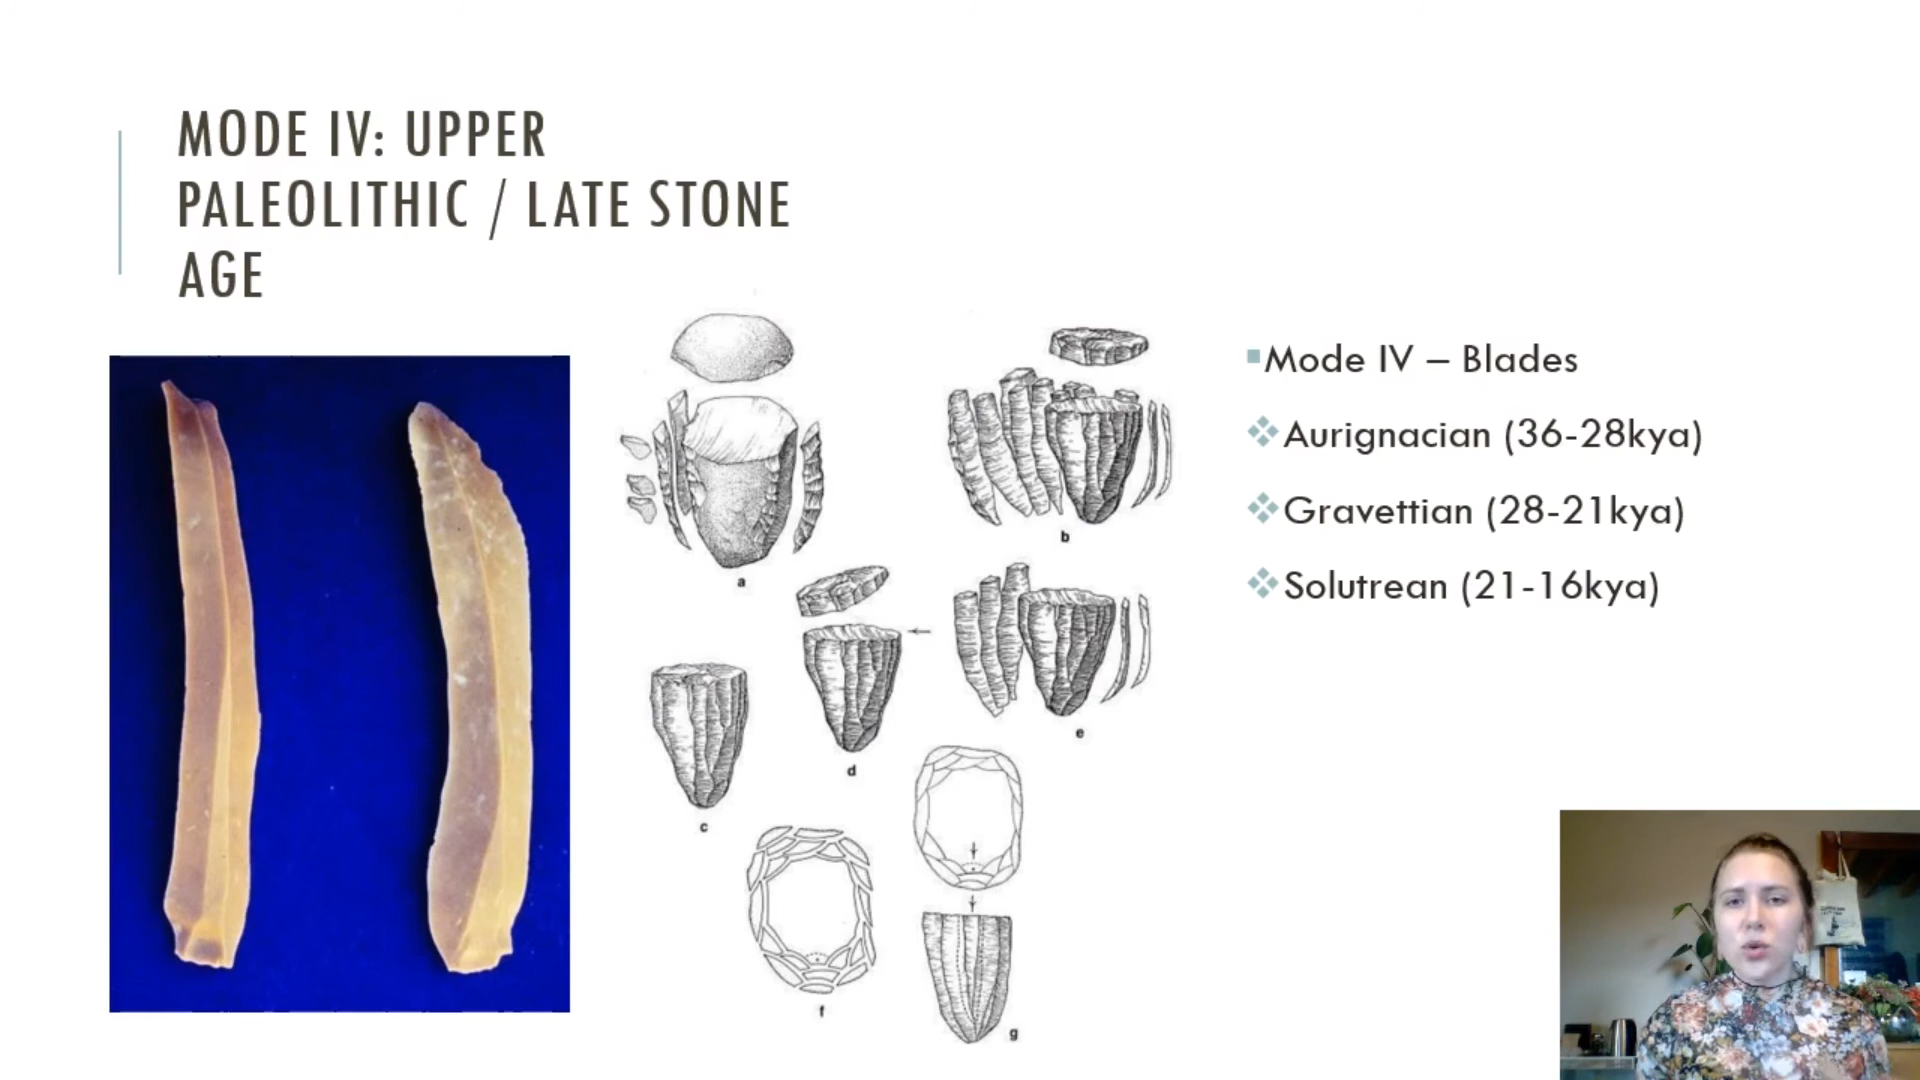 MODE IV: UPPER
PALEOLITHIC / LATE STONE
AGE
a
b
c
d
e
f
g
Mode IV – Blades
Aurignacian (36-28kya)
Gravettian (28-21kya)
Solutrean (21-16kya)